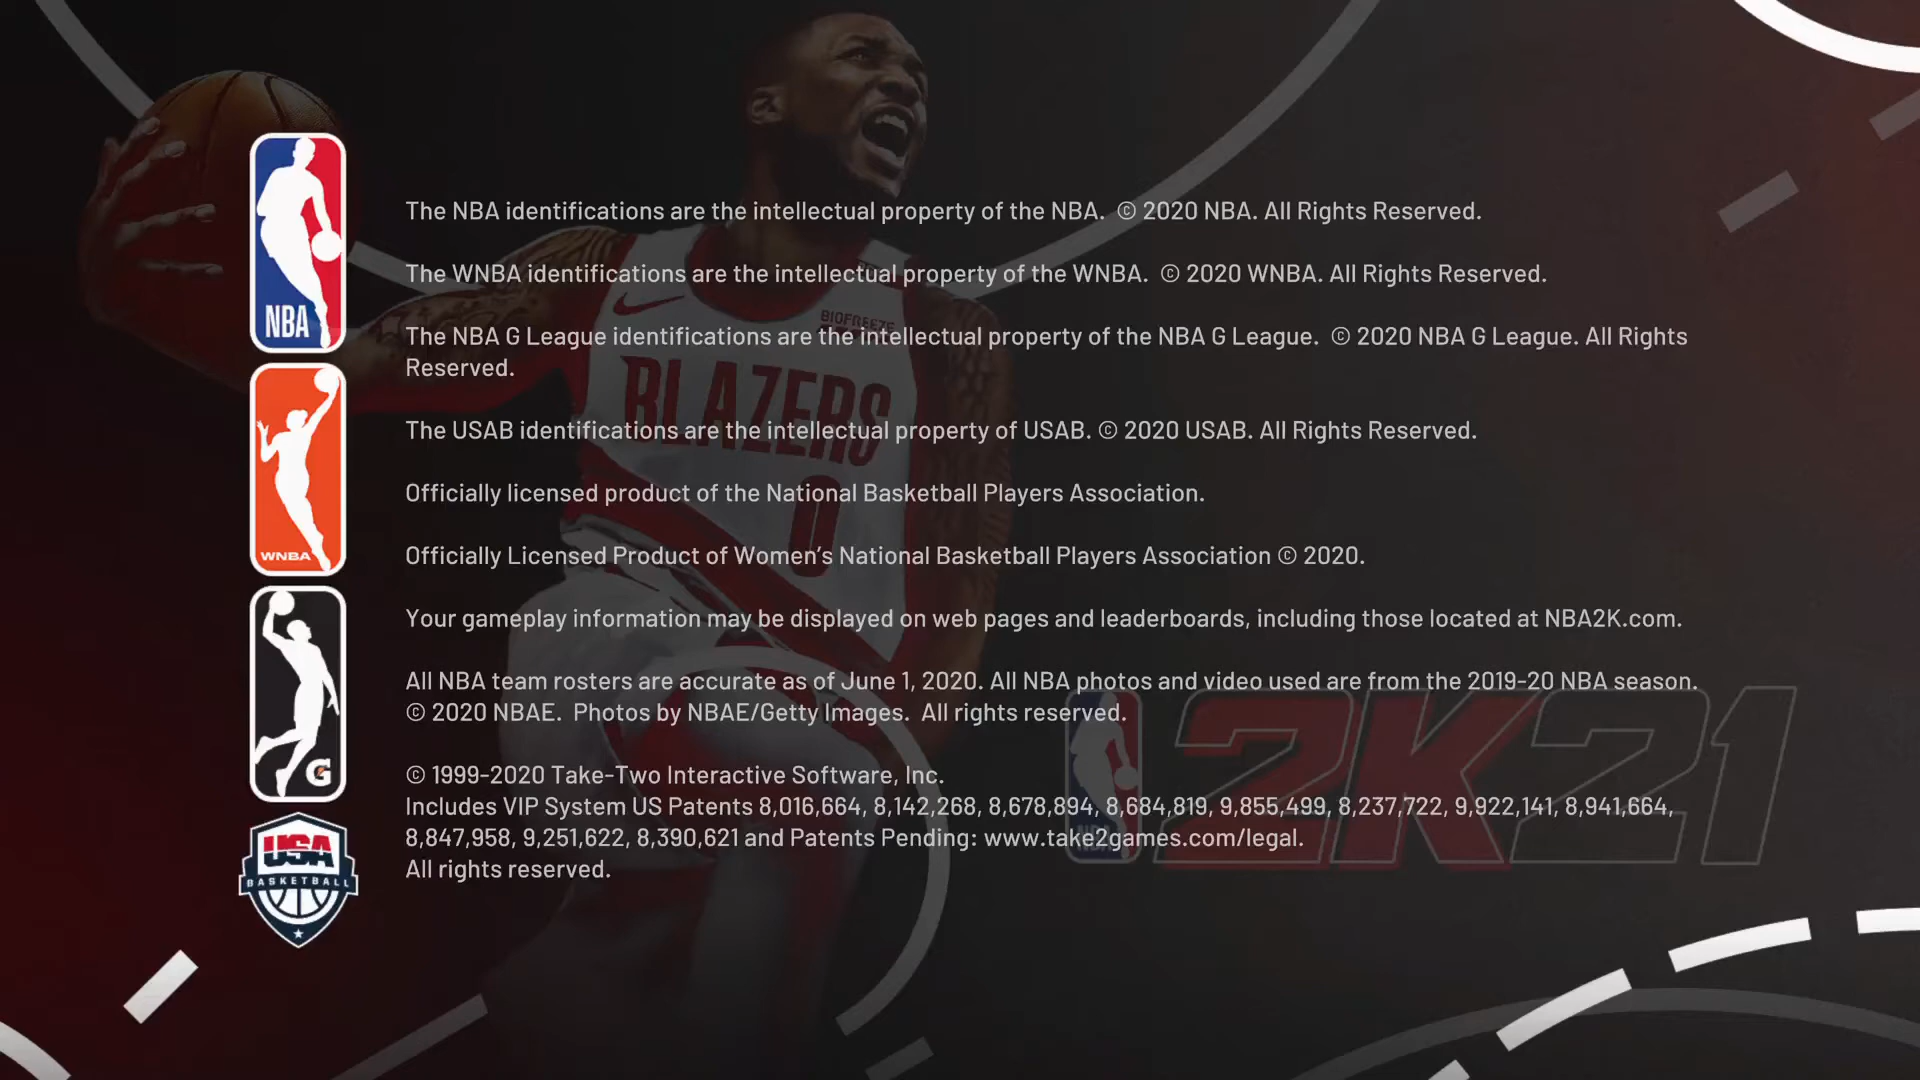 The NBA identifications are the intellectual property of the NBA. © 2020 NBA. All Rights Reserved.
The WNBA identifications are the intellectual property of the WNBA. © 2020 WNBA. All Rights Reserved.
The NBA G League identifications are the intellectual property of the NBA G League. © 2020 NBA G League. All Rights
Reserved.
The USAB identifications are the intellectual property of USAB. © 2020 USAB. All Rights Reserved.
Officially licensed product of the National Basketball Players Association.
Officially Licensed Product of Women’s National Basketball Players Association © 2020.
Your gameplay information may be displayed on web pages and leaderboards, including those located at NBA2K.com.
All NBA team rosters are accurate as of June 1, 2020. All NBA photos and video used are from the 2019-20 NBA season.
© 2020 NBAE. Photos by NBAE/Getty Images. All rights reserved.
© 1999-2020 Take-Two Interactive Software, Inc.
Includes VIP System US Patents 8,016,664, 8,142,268, 8,678,894, 8,684,819, 9,855,499, 8,237,722, 9,922,141, 8,941,664,
8,847,958, 9,251,622, 8,390,621 and Patents Pending: www.take2games.com/legal.
All rights reserved.
NBA
WNBA
G
USA
BASKETBALL
BIOFREEZE
BLAZERS
0
NBA
2K21